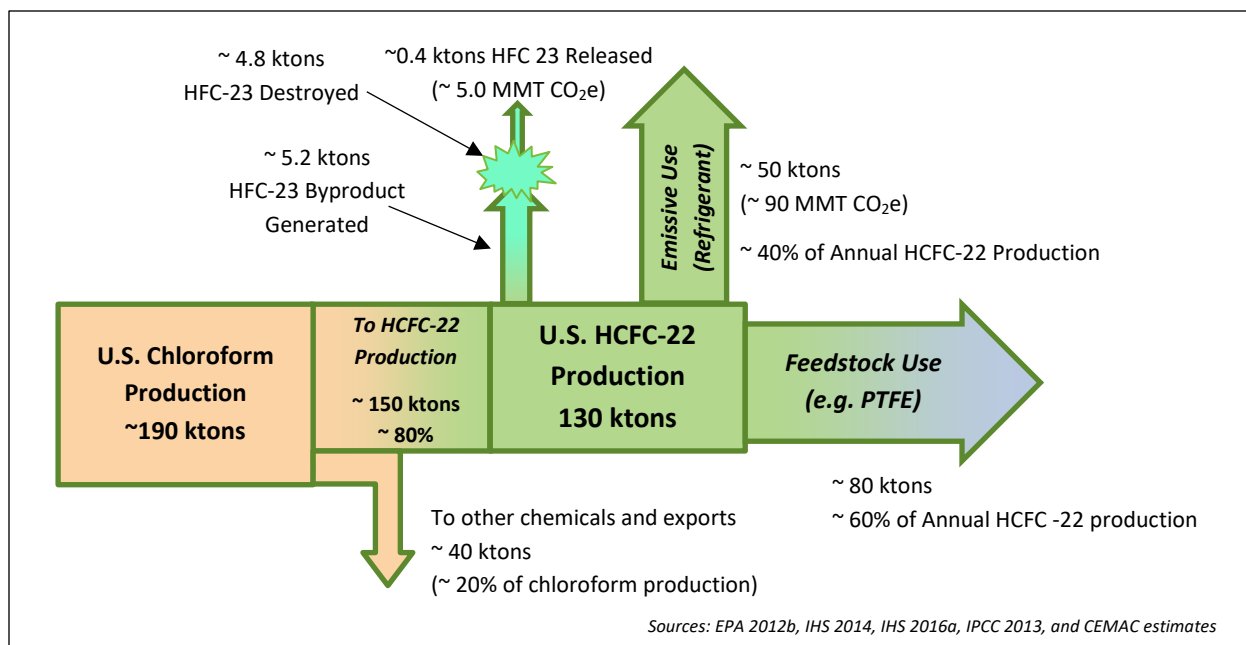 ~ 4.8 ktons
HFC-23 Destroyed
~0.4 ktons HFC 23 Released
(~ 5.0 MMT CO₂e)
~ 5.2 ktons
HFC-23 Byproduct
Generated
Emissive Use
(Refrigerant)
~ 50 ktons
(~ 90 MMT CO₂e)
~ 40% of Annual HCFC-22 Production
U.S. Chloroform
Production
~190 ktons
To HCFC-22
Production
~ 150 ktons
~ 80%
U.S. HCFC-22
Production
130 ktons
Feedstock Use
(e.g. PTFE)
~ 80 ktons
~ 60% of Annual HCFC -22 production
To other chemicals and exports
~ 40 ktons
(~ 20% of chloroform production)
Sources: EPA 2012b, IHS 2014, IHS 2016a, IPCC 2013, and CEMAC estimates